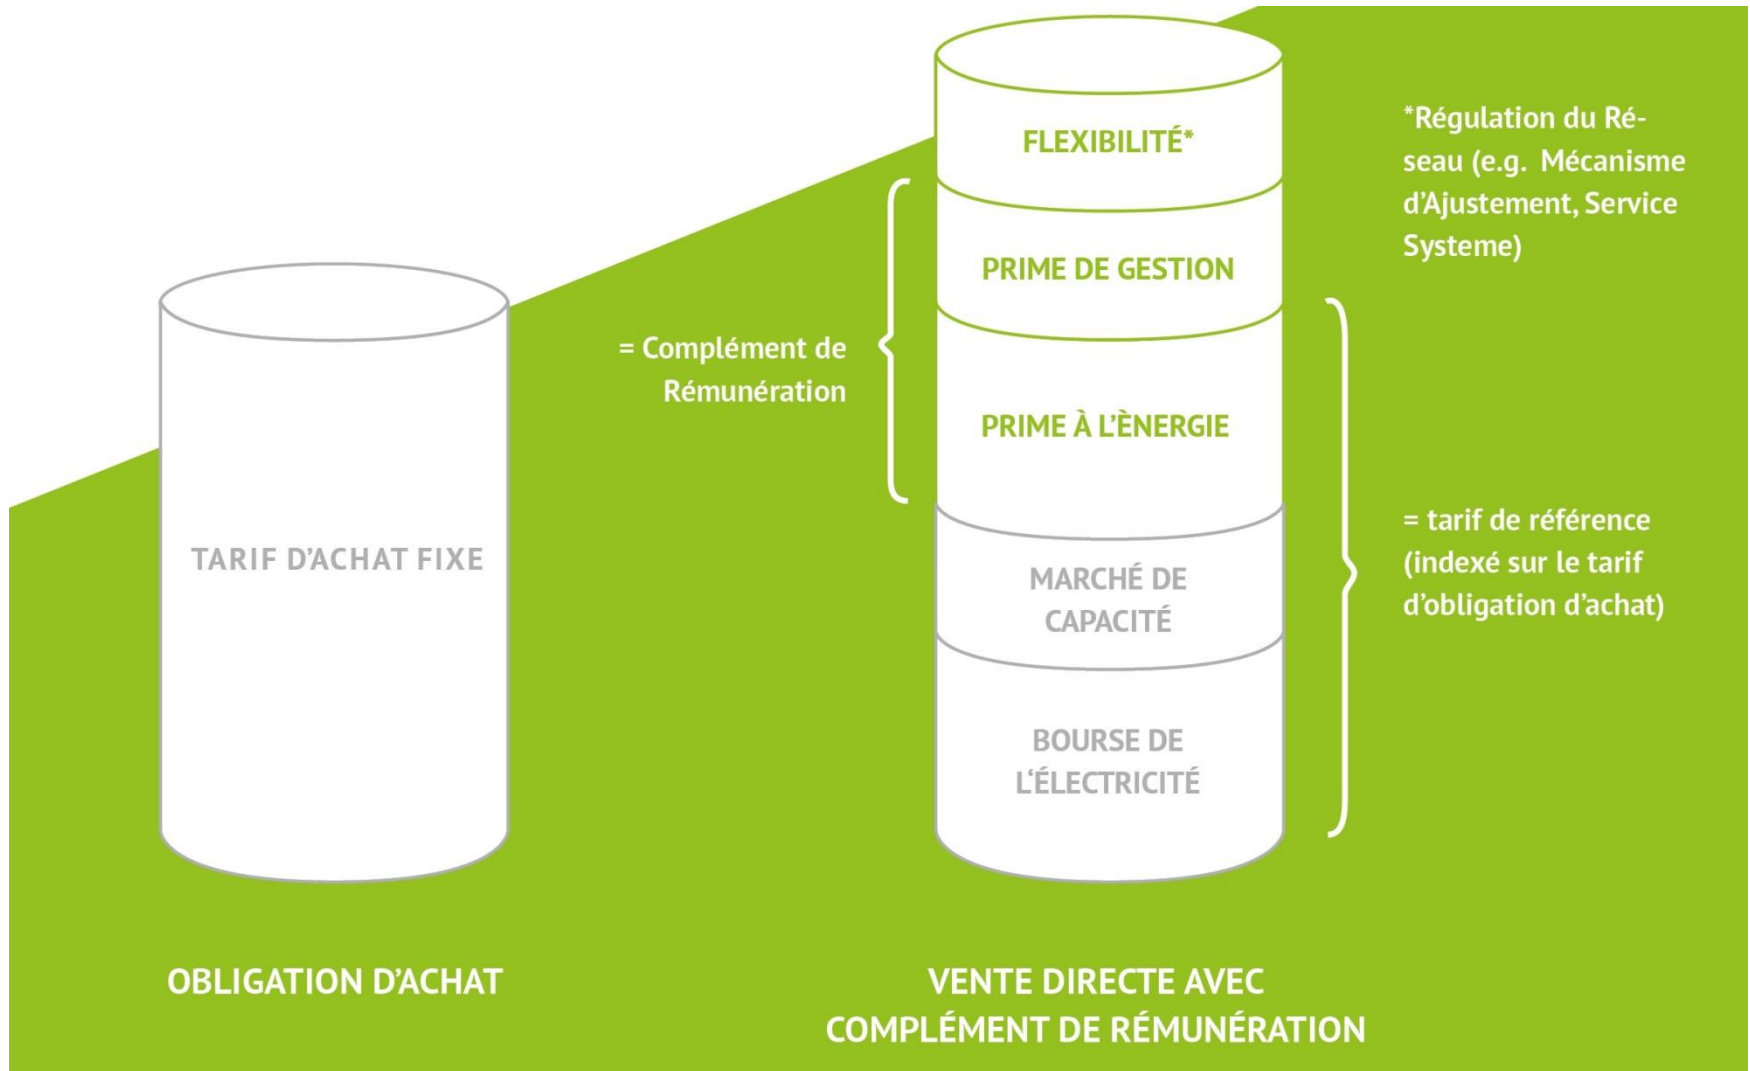 FLEXIBILITÉ*
PRIME DE GESTION
PRIME À L’ÈNERGIE
MARCHÉ DE
CAPACITÉ
BOURSE DE
L‘ÉLECTRICITÉ
*Régulation du Ré-
seau (e.g. Mécanisme
d’Ajustement, Service
Systeme)
= Complément de
Rémunération
= tarif de référence
(indexé sur le tarif
d’obligation d’achat)
TARIF D’ACHAT FIXE
OBLIGATION D’ACHAT
VENTE DIRECTE AVEC
COMPLÉMENT DE RÉMUNÉRATION